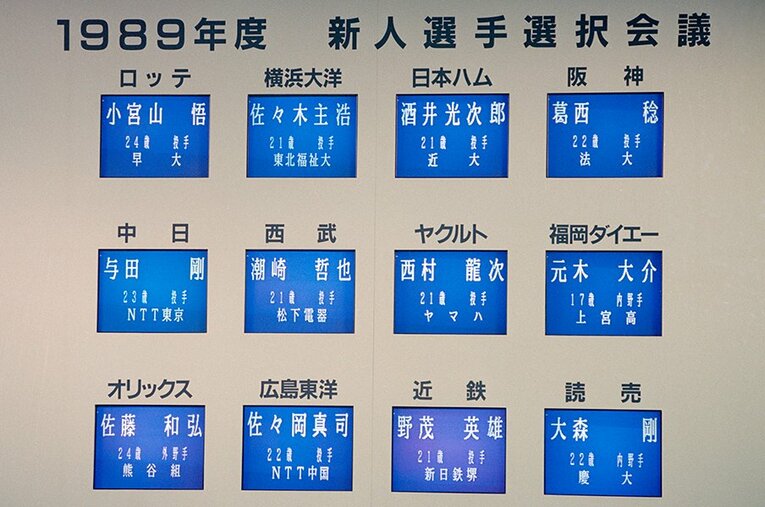 1989年度 新人選手選択会議
ロッテ
小宮山 悟
24歳 投手
早大
横浜大洋
佐々木主浩
21歳 投手
東北福祉大
日本ハム
酒井光次郎
21歳 投手
近大
阪神
葛西 稔
22歳 投手
法大
中日
与田 剛
23歳 投手
NTT東京
西武
潮崎 哲也
21歳 投手
松下電器
ヤクルト
西村 龍次
21歳 投手
ヤマハ
福岡ダイエー
元木 大介
17歳 内野手
上宮高
オリックス
佐藤 和弘
24歳 外野手
熊谷組
広島東洋
佐々岡真司
22歳 投手
NTT中国
近鉄
野茂 英雄
21歳 投手
新日鉄堺
読売
大森 剛
22歳 内野手
慶大